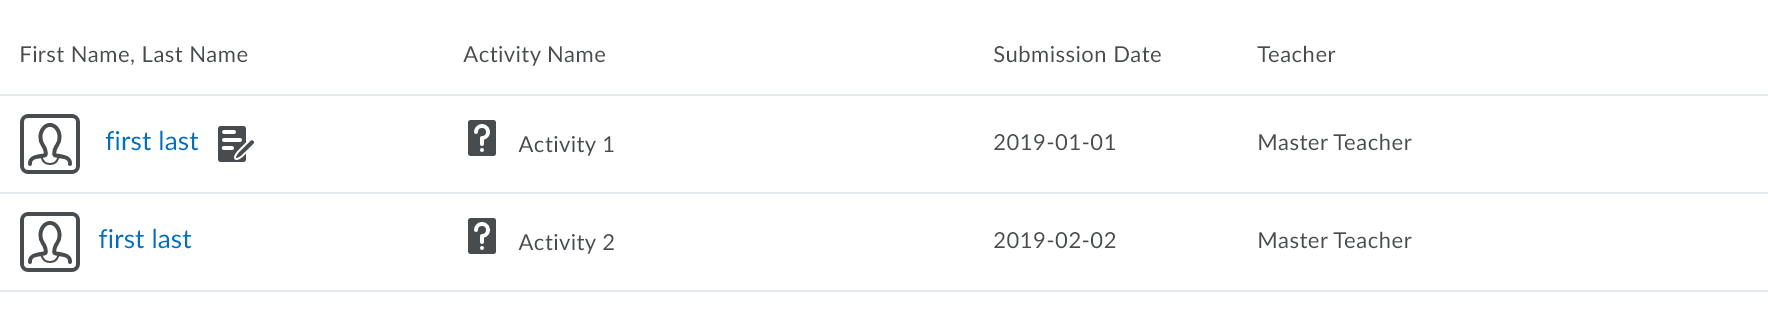 First Name, Last Name Activity Name Submission Date Teacher
first last ? Activity 1 2019-01-01 Master Teacher
first last ? Activity 2 2019-02-02 Master Teacher